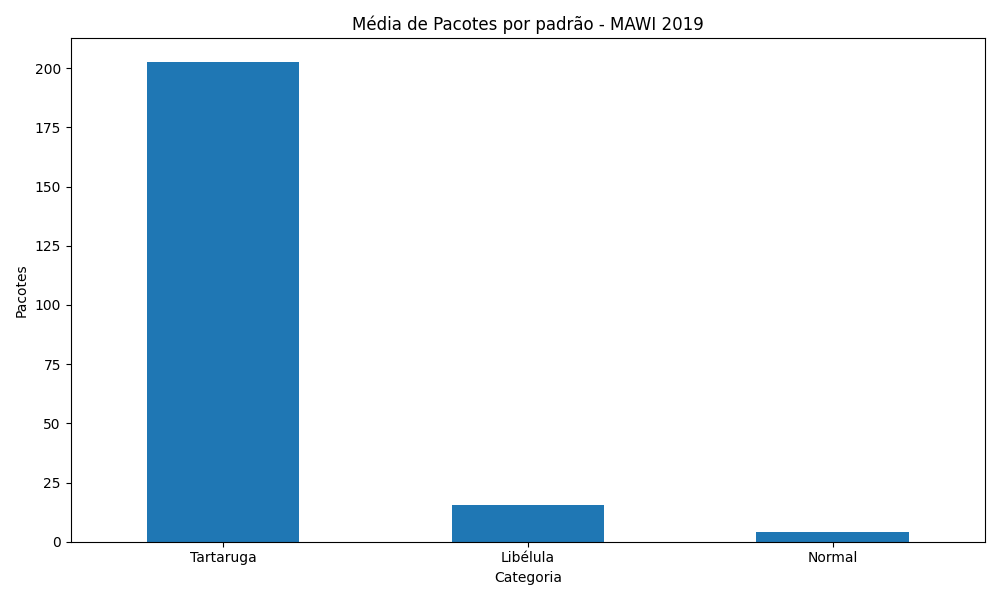 Média de Pacotes por padrão - MAWI 2019
Pacotes
200
175
150
125
100
75
50
25
0
Tartaruga
Libélula
Normal
Categoria